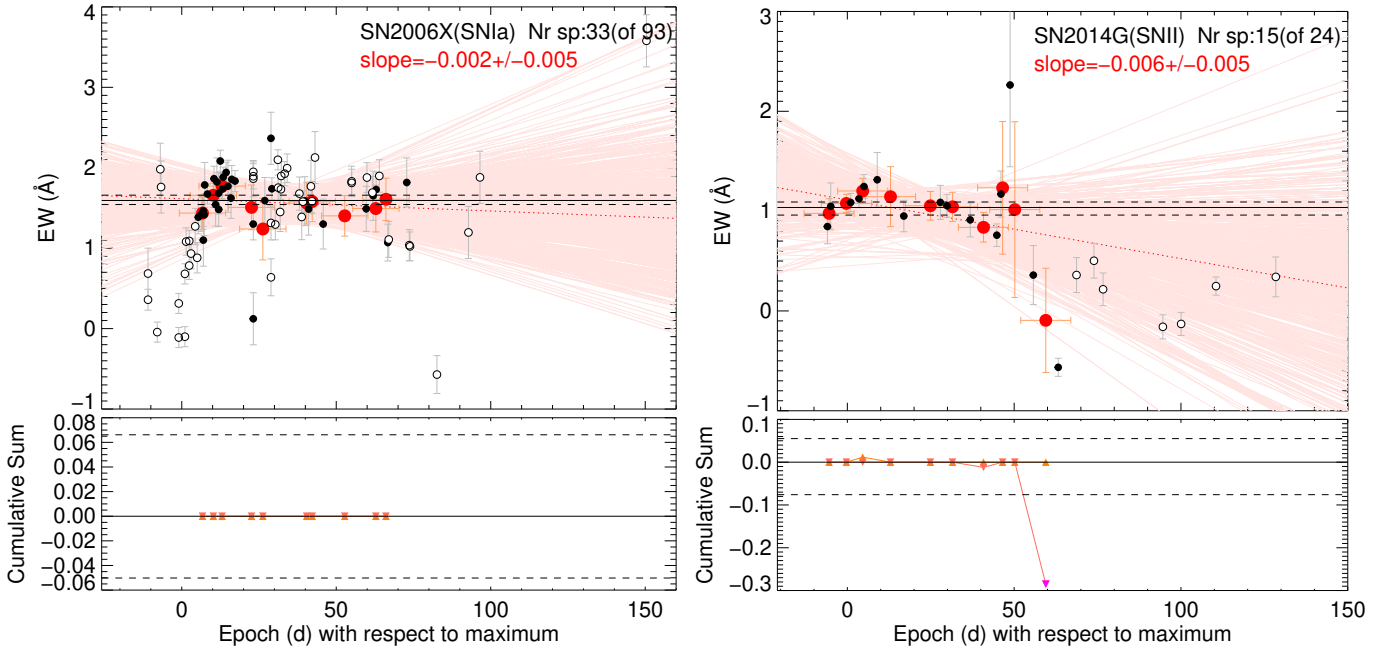 SN2006X(SNIa) Nr sp:33(of 93)
slope=−0.002+/−0.005
4
3
2
1
0
−1
EW (Å)
0.08
0.06
0.04
0.02
0.00
−0.02
−0.04
−0.06
Cumulative Sum
0 50 100 150
Epoch (d) with respect to maximum
SN2014G(SNII) Nr sp:15(of 24)
slope=−0.006+/−0.005
3
2
1
0
−1
EW (Å)
0.1
0.0
−0.1
−0.2
−0.3
Cumulative Sum
0 50 100 150
Epoch (d) with respect to maximum